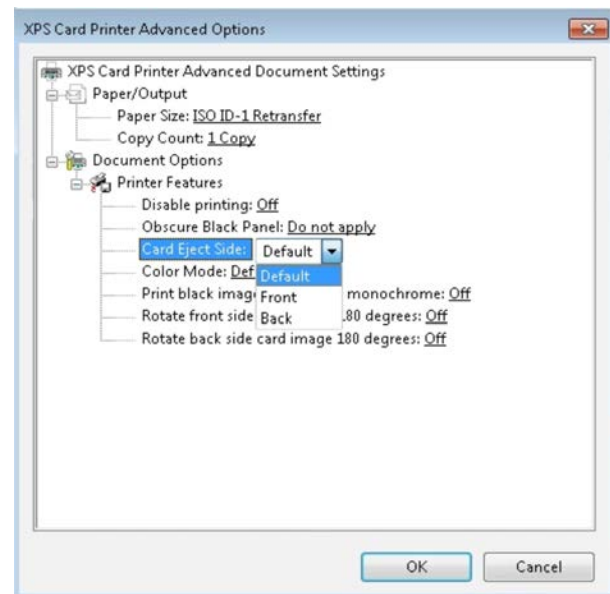 XPS Card Printer Advanced Options
XPS Card Printer Advanced Document Settings
Paper/Output
Paper Size: ISO ID-1 Retransfer
Copy Count: 1 Copy
Document Options
Printer Features
Disable printing: Off
Obscure Black Panel: Do not apply
Card Eject Side: Default
Color Mode: Def
Default
Print black imag
Front
monochrome: Off
Rotate front side
Back
80 degrees: Off
Rotate back side card image 180 degrees: Off
OK
Cancel